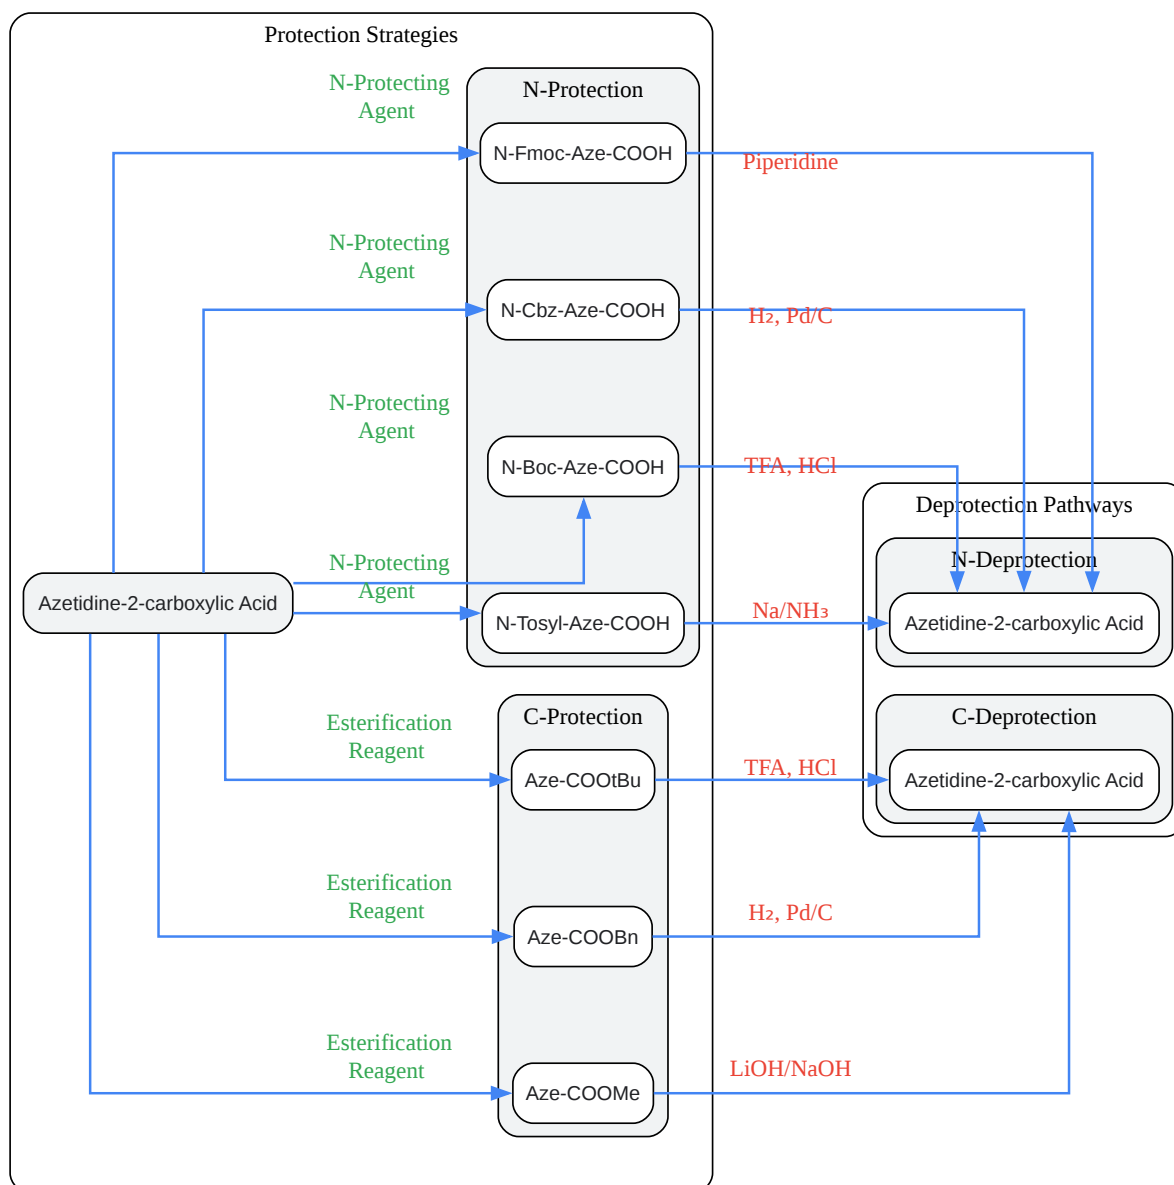 Protection Strategies
N-Protecting
Agent
N-Protection
N-Fmoc-Aze-COOH
Piperidine
N-Protecting
Agent
N-Cbz-Aze-COOH
H₂, Pd/C
N-Protecting
Agent
N-Boc-Aze-COOH
TFA, HCl
Deprotection Pathways
N-Deprotection
N-Protecting
Agent
Azetidine-2-carboxylic Acid
N-Tosyl-Aze-COOH
Na/NH₃
Azetidine-2-carboxylic Acid
C-Protection
C-Deprotection
Esterification
Reagent
Aze-COOtBu
TFA, HCl
Azetidine-2-carboxylic Acid
Esterification
Reagent
Aze-COOBn
H₂, Pd/C
Esterification
Reagent
Aze-COOMe
LiOH/NaOH